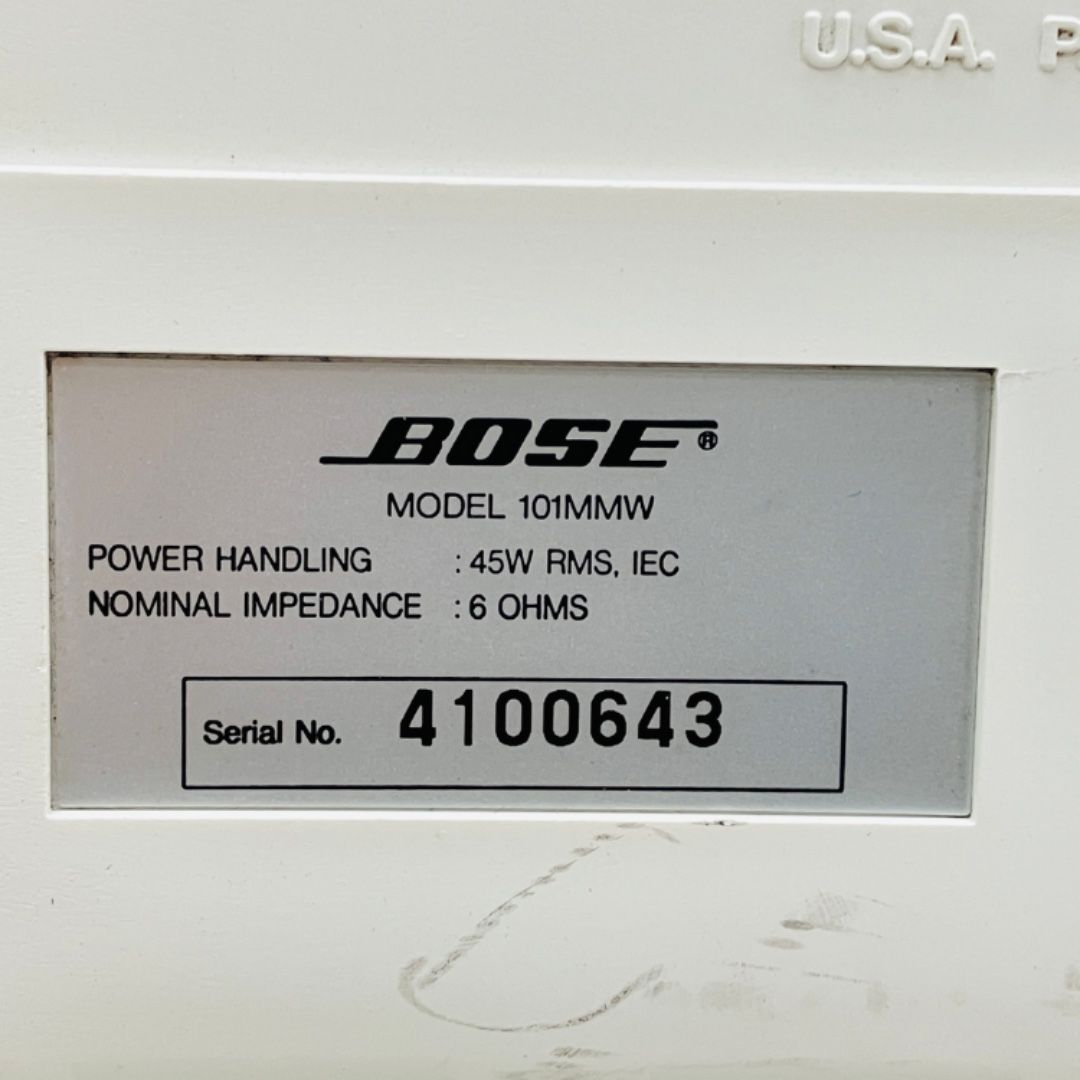 U.S.A.
BOSE®
MODEL 101MMW
POWER HANDLING : 45W RMS, IEC
NOMINAL IMPEDANCE : 6 OHMS
Serial No. 4100643